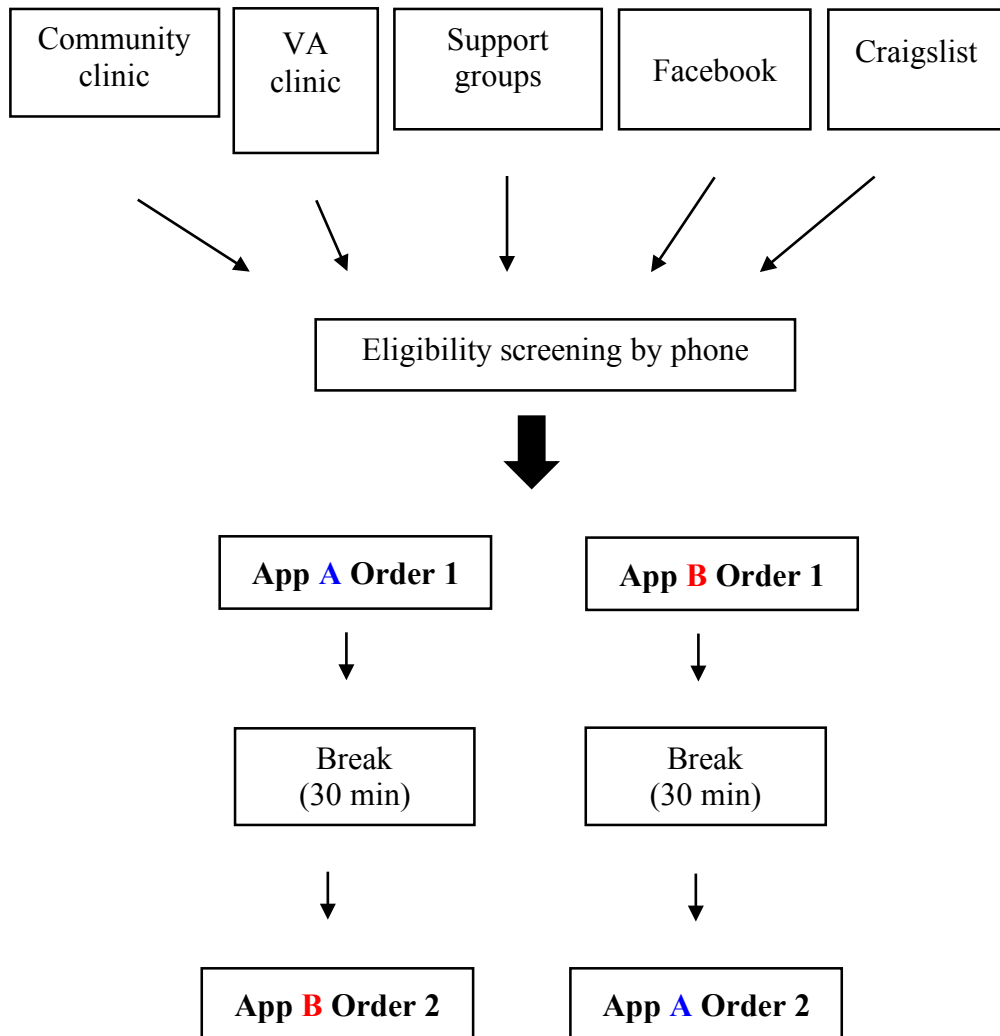 Community
clinic
VA
clinic
Support
groups
Facebook
Craigslist
Eligibility screening by phone
App A Order 1
App B Order 1
Break
(30 min)
Break
(30 min)
App B Order 2
App A Order 2